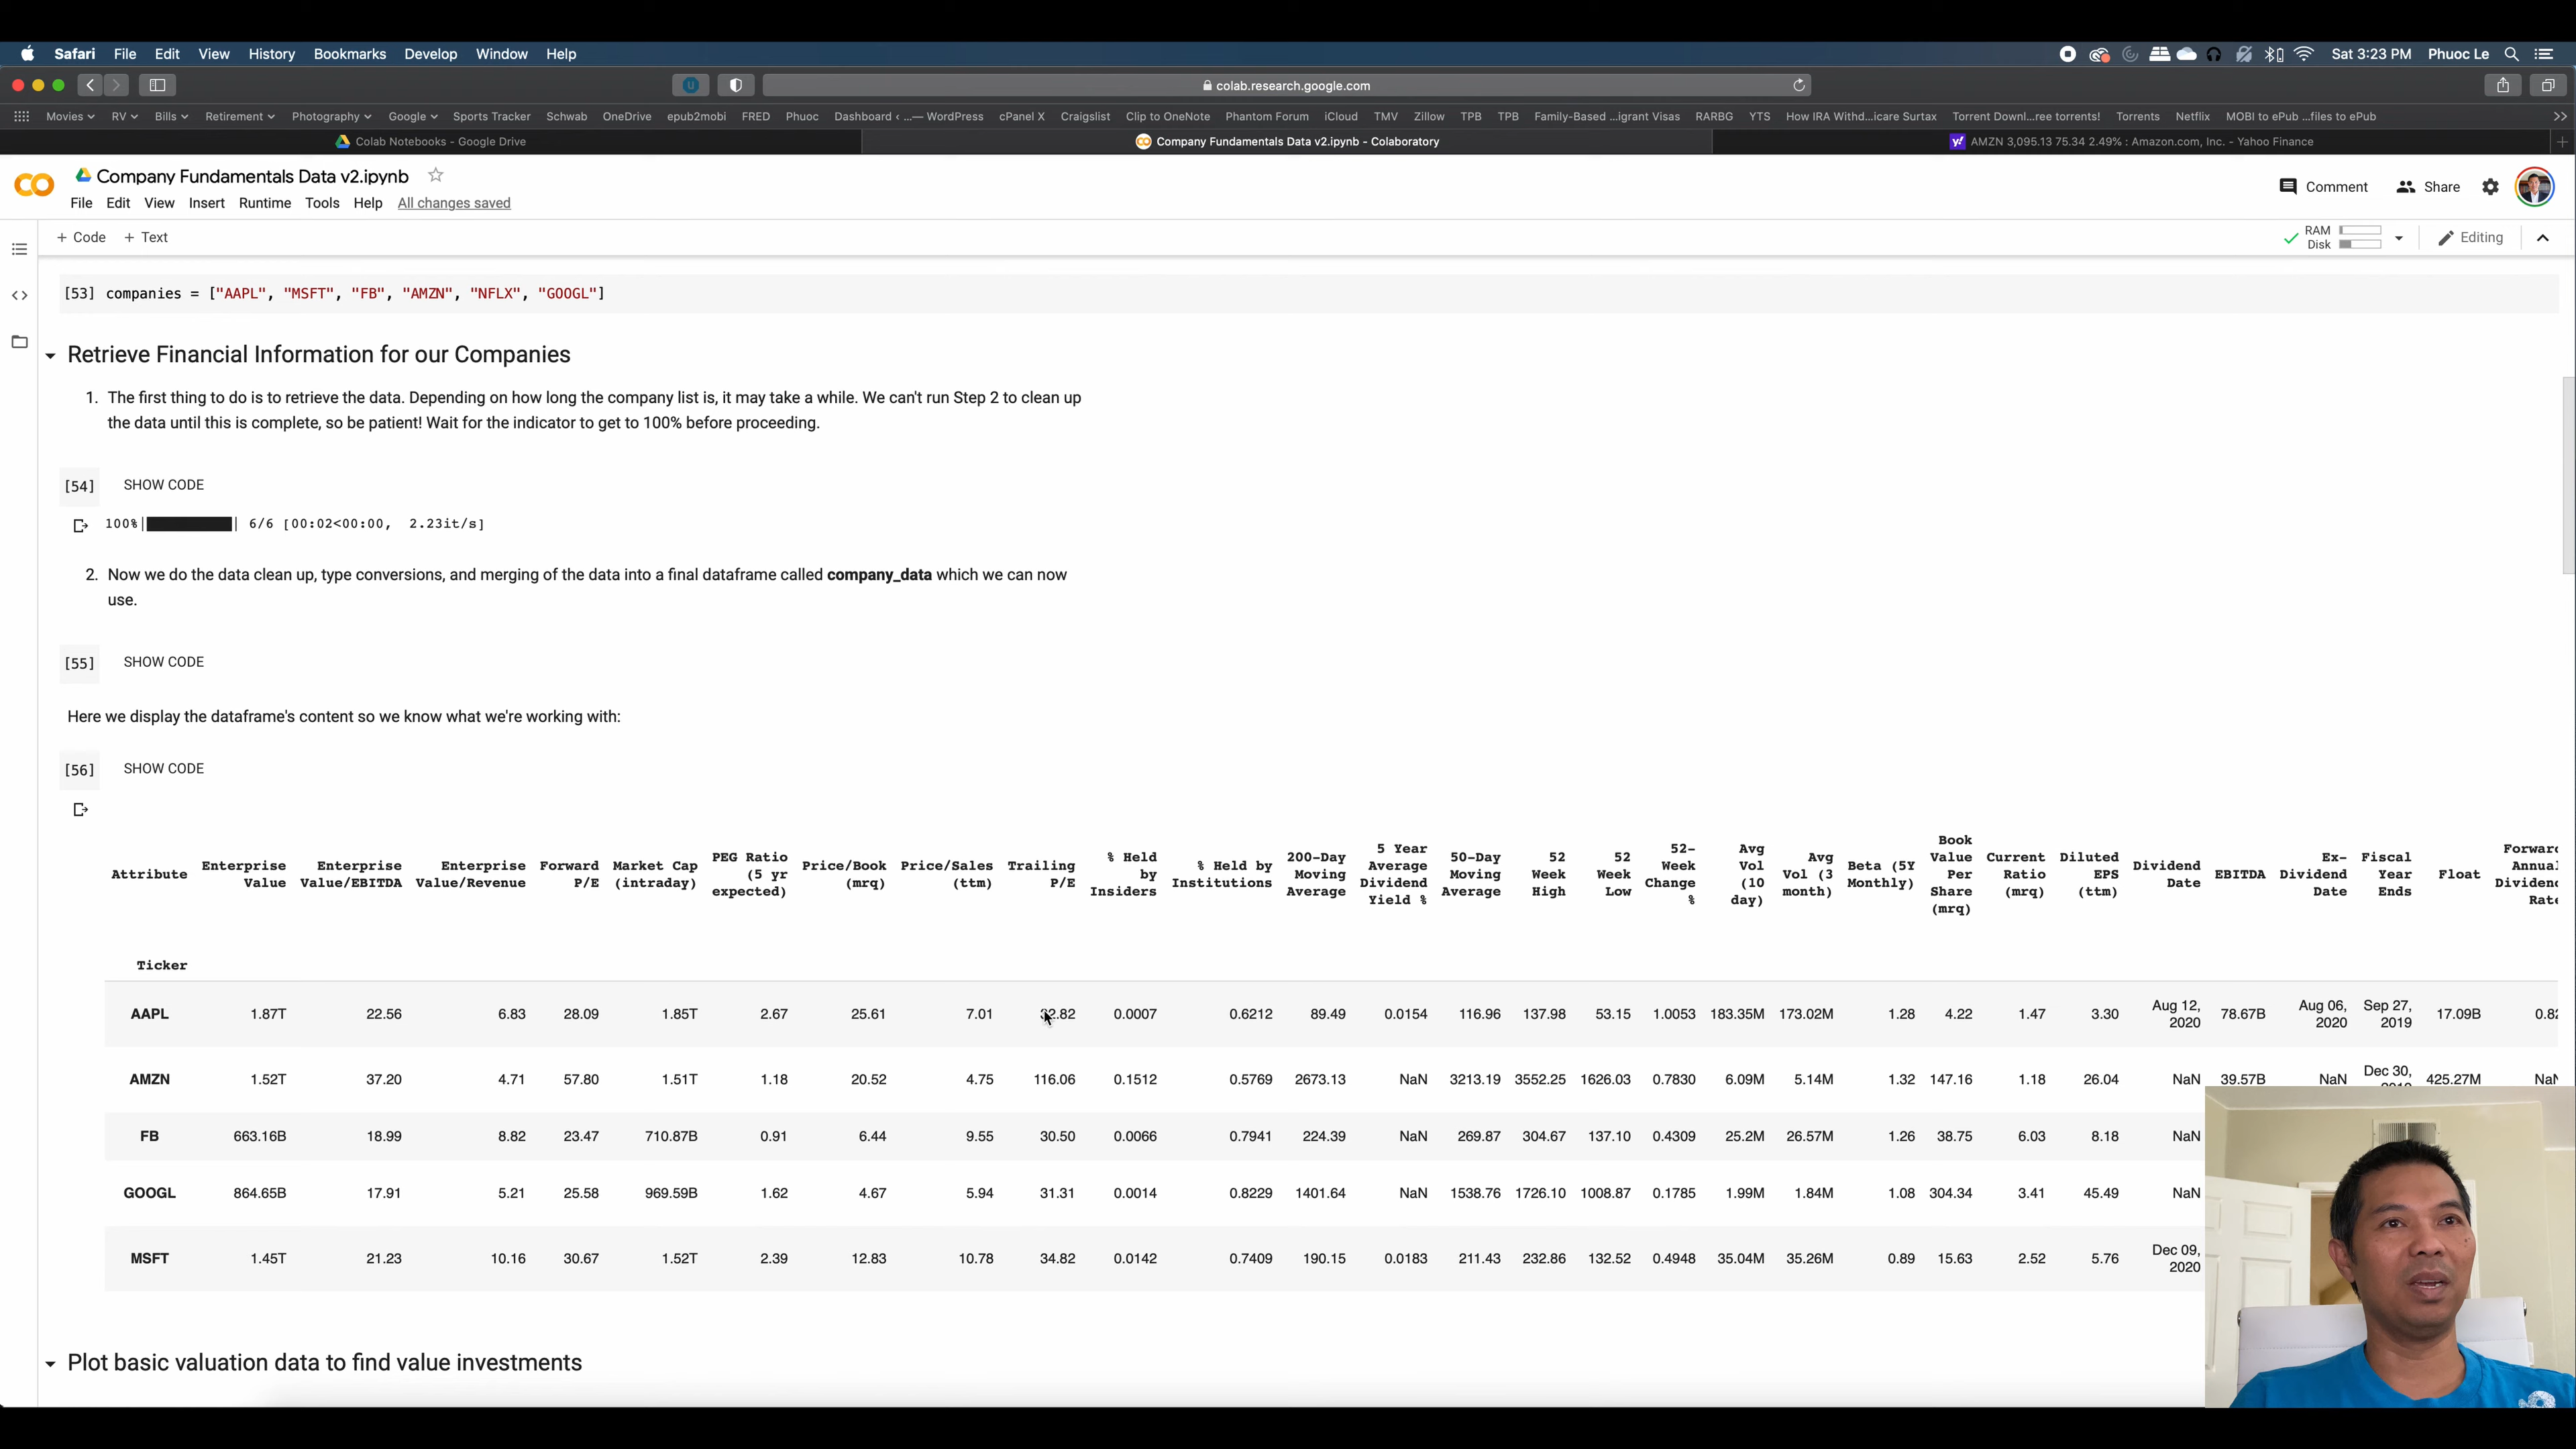 Safari File Edit View History Bookmarks Develop Window Help Sat 3:23 PM Phuoc Le
colab.research.google.com
Movies RV Bills Retirement Photography Google Sports Tracker Schwab OneDrive epub2mobi FRED Phuoc Dashboard ‹ …— WordPress cPanel X Craigslist Clip to OneNote Phantom Forum iCloud TMV Zillow TPB TPB Family-Based …igrant Visas RARBG YTS How IRA Withd…icare Surtax Torrent Downl…ree torrents! Torrents Netflix MOBI to ePub …files to ePub
Colab Notebooks - Google Drive Company Fundamentals Data v2.ipynb - Colaboratory AMZN 3,095.13 75.34 2.49% : Amazon.com, Inc. - Yahoo Finance
Company Fundamentals Data v2.ipynb
Comment Share
File Edit View Insert Runtime Tools Help All changes saved
+ Code + Text RAM Disk Editing
[53] companies = ["AAPL", "MSFT", "FB", "AMZN", "NFLX", "GOOGL"]
Retrieve Financial Information for our Companies
1. The first thing to do is to retrieve the data. Depending on how long the company list is, it may take a while. We can't run Step 2 to clean up
the data until this is complete, so be patient! Wait for the indicator to get to 100% before proceeding.
[54] SHOW CODE
100%| | 6/6 [00:02<00:00, 2.23it/s]
2. Now we do the data clean up, type conversions, and merging of the data into a final dataframe called company_data which we can now
use.
[55] SHOW CODE
Here we display the dataframe's content so we know what we're working with:
[56] SHOW CODE
Attribute Enterprise Value Enterprise Value/EBITDA Enterprise Value/Revenue Forward P/E Market Cap (intraday) PEG Ratio (5 yr expected) Price/Book (mrq) Price/Sales (ttm) Trailing P/E % Held by Insiders % Held by Institutions 200-Day Moving Average 5 Year Average Dividend Yield % 50-Day Moving Average 52 Week High 52 Week Low 52-Week Change % Avg Vol (10 day) Avg Vol (3 month) Beta (5Y Monthly) Book Value Per Share (mrq) Current Ratio (mrq) Diluted EPS (ttm) Dividend Date EBITDA Ex-Dividend Date Fiscal Year Ends Float Forward Annual Dividend Rate
Ticker
AAPL 1.87T 22.56 6.83 28.09 1.85T 2.67 25.61 7.01 2.82 0.0007 0.6212 89.49 0.0154 116.96 137.98 53.15 1.0053 183.35M 173.02M 1.28 4.22 1.47 3.30 Aug 12, 2020 78.67B Aug 06, 2020 Sep 27, 2019 17.09B 0.82
AMZN 1.52T 37.20 4.71 57.80 1.51T 1.18 20.52 4.75 116.06 0.1512 0.5769 2673.13 NaN 3213.19 3552.25 1626.03 0.7830 6.09M 5.14M 1.32 147.16 1.18 26.04 NaN 39.57B NaN Dec 30, 425.27M NaN
FB 663.16B 18.99 8.82 23.47 710.87B 0.91 6.44 9.55 30.50 0.0066 0.7941 224.39 NaN 269.87 304.67 137.10 0.4309 25.2M 26.57M 1.26 38.75 6.03 8.18 NaN
GOOGL 864.65B 17.91 5.21 25.58 969.59B 1.62 4.67 5.94 31.31 0.0014 0.8229 1401.64 NaN 1538.76 1726.10 1008.87 0.1785 1.99M 1.84M 1.08 304.34 3.41 45.49 NaN
MSFT 1.45T 21.23 10.16 30.67 1.52T 2.39 12.83 10.78 34.82 0.0142 0.7409 190.15 0.0183 211.43 232.86 132.52 0.4948 35.04M 35.26M 0.89 15.63 2.52 5.76 Dec 09, 2020
Plot basic valuation data to find value investments